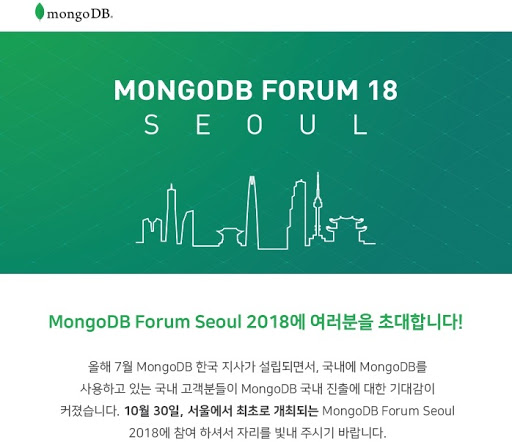 mongoDB.
MONGODB FORUM 18
SEOUL
MongoDB Forum Seoul 2018에 여러분을 초대합니다!
올해 7월 MongoDB 한국 지사가 설립되면서, 국내에 MongoDB를
사용하고 있는 국내 고객분들이 MongoDB 국내 진출에 대한 기대감이
커졌습니다. 10월 30일, 서울에서 최초로 개최되는 MongoDB Forum Seoul
2018에 참여 하셔서 자리를 빛내 주시기 바랍니다.